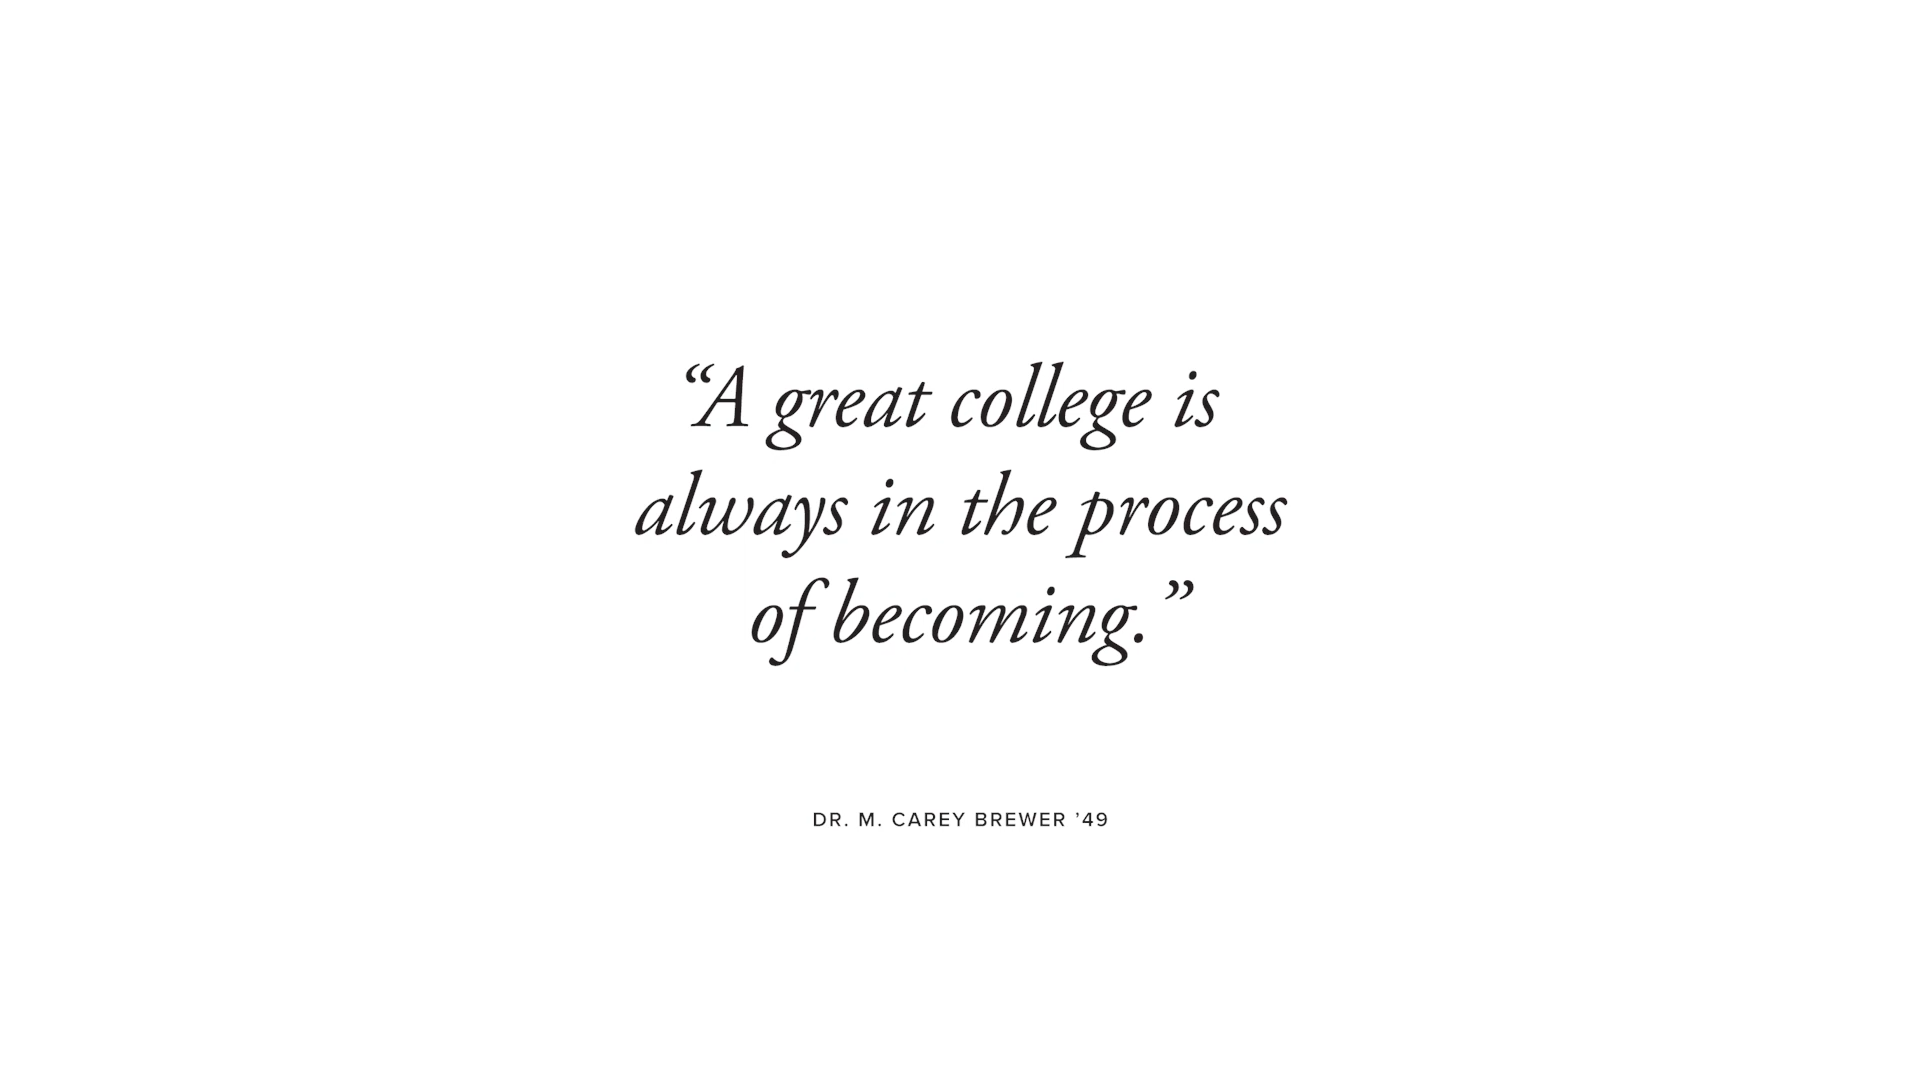 “A great college is
always in the process
of becoming.”
DR. M. CAREY BREWER ’49